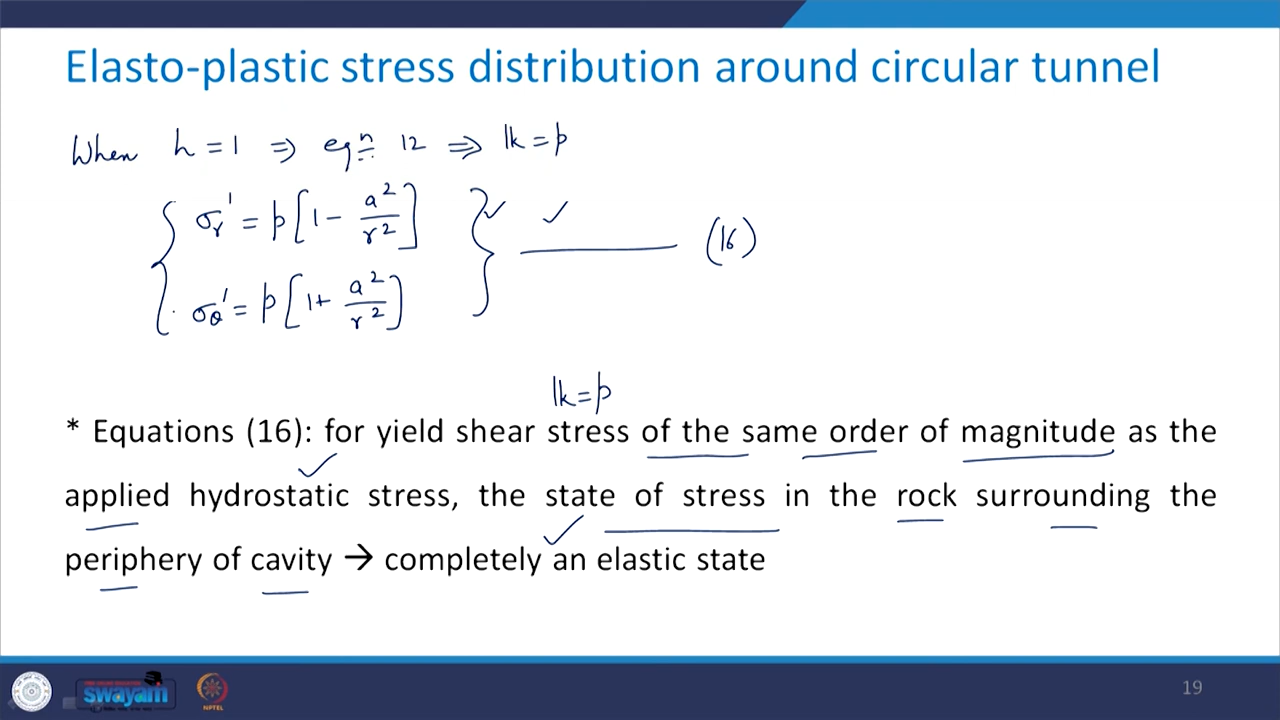 Elasto-plastic stress distribution around circular tunnel
When h = 1 ⇒ eqn 12 ⇒ k = p
σr' = p[1 - a²/r²]
(16)
σθ' = p[1 + a²/r²]
k = p
* Equations (16): for yield shear stress of the same order of magnitude as the
applied hydrostatic stress, the state of stress in the rock surrounding the
periphery of cavity → completely an elastic state
swayam
NPTEL
19